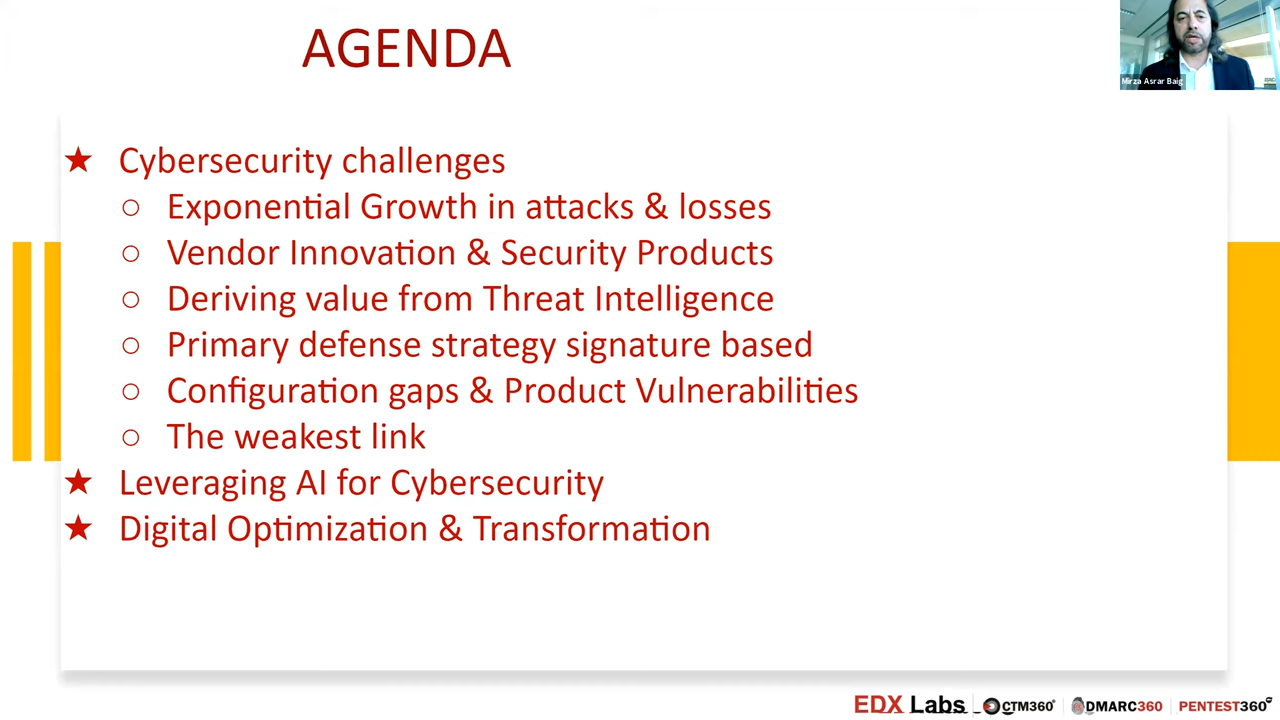 AGENDA
Mirza Asrar Baig
★ Cybersecurity challenges
○ Exponential Growth in attacks & losses
○ Vendor Innovation & Security Products
○ Deriving value from Threat Intelligence
○ Primary defense strategy signature based
○ Configuration gaps & Product Vulnerabilities
○ The weakest link
★ Leveraging AI for Cybersecurity
★ Digital Optimization & Transformation
EDX Labs CTM360® DMARC360 PENTEST360